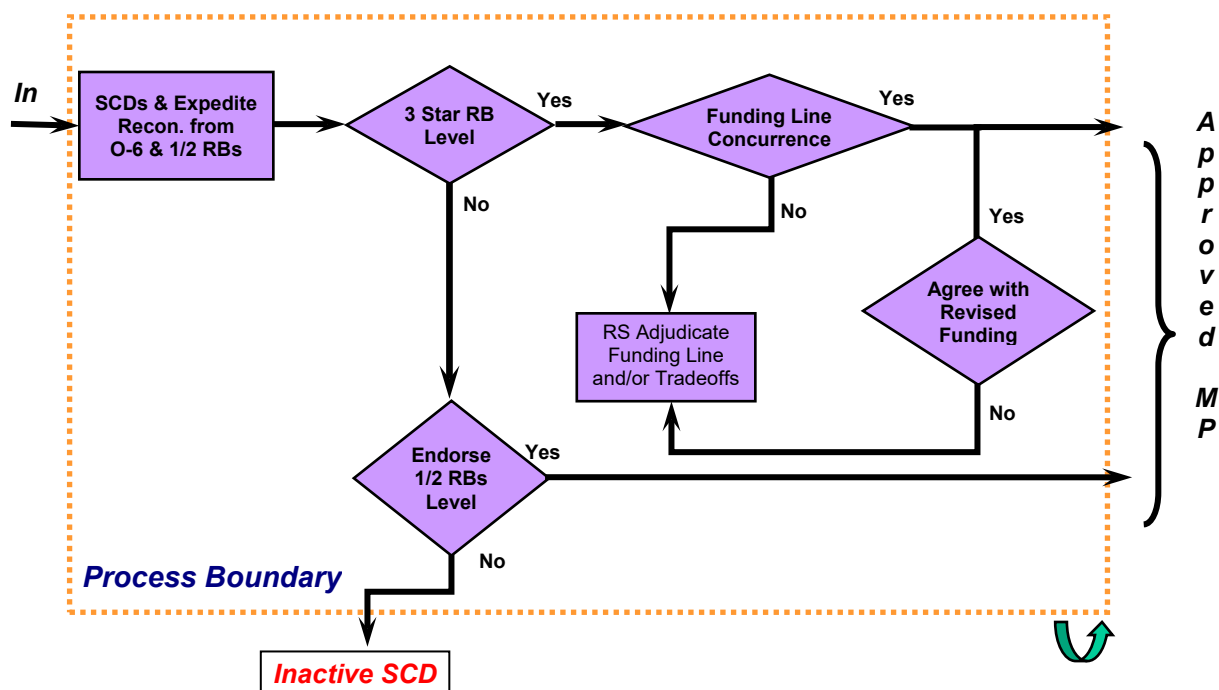 In
SCDs & Expedite
Recon. from
O-6 & 1/2 RBs
3 Star RB
Level
Yes
Funding Line
Concurrence
Yes
No
No
Yes
RS Adjudicate
Funding Line
and/or Tradeoffs
Agree with
Revised
Funding
No
Endorse
1/2 RBs
Level
Yes
No
Process Boundary
Inactive SCD
A
p
p
r
o
v
e
d
M
P